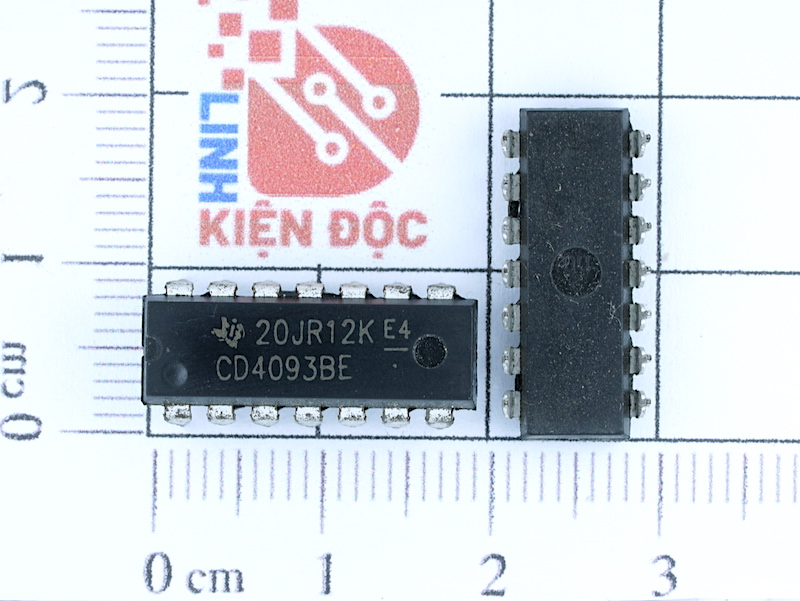 LINH
KIỆN ĐỘC
20JR12K E4
CD4093BE
5
1
0 cm
0 cm 1 2 3